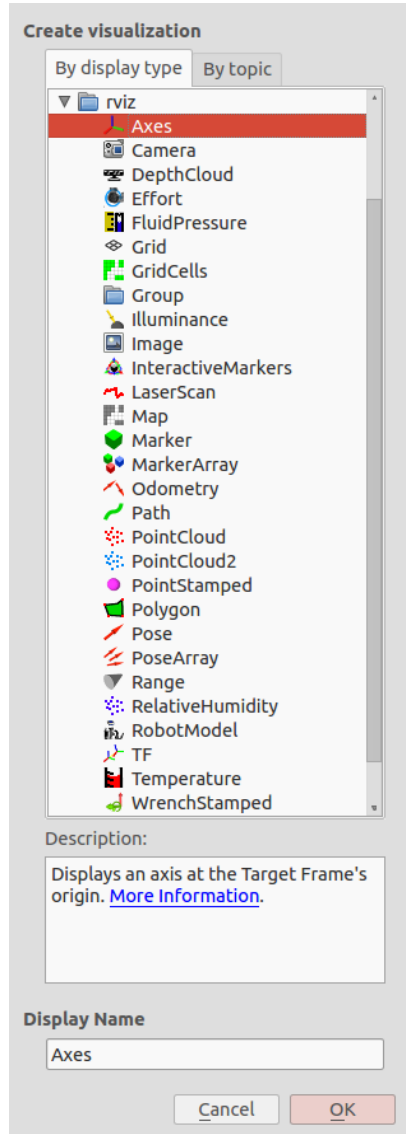 Create visualization
By display type By topic
rviz
Axes
Camera
DepthCloud
Effort
FluidPressure
Grid
GridCells
Group
Illuminance
Image
InteractiveMarkers
LaserScan
Map
Marker
MarkerArray
Odometry
Path
PointCloud
PointCloud2
PointStamped
Polygon
Pose
PoseArray
Range
RelativeHumidity
RobotModel
TF
Temperature
WrenchStamped
Description:
Displays an axis at the Target Frame's
origin. More Information.
Display Name
Axes
Cancel OK